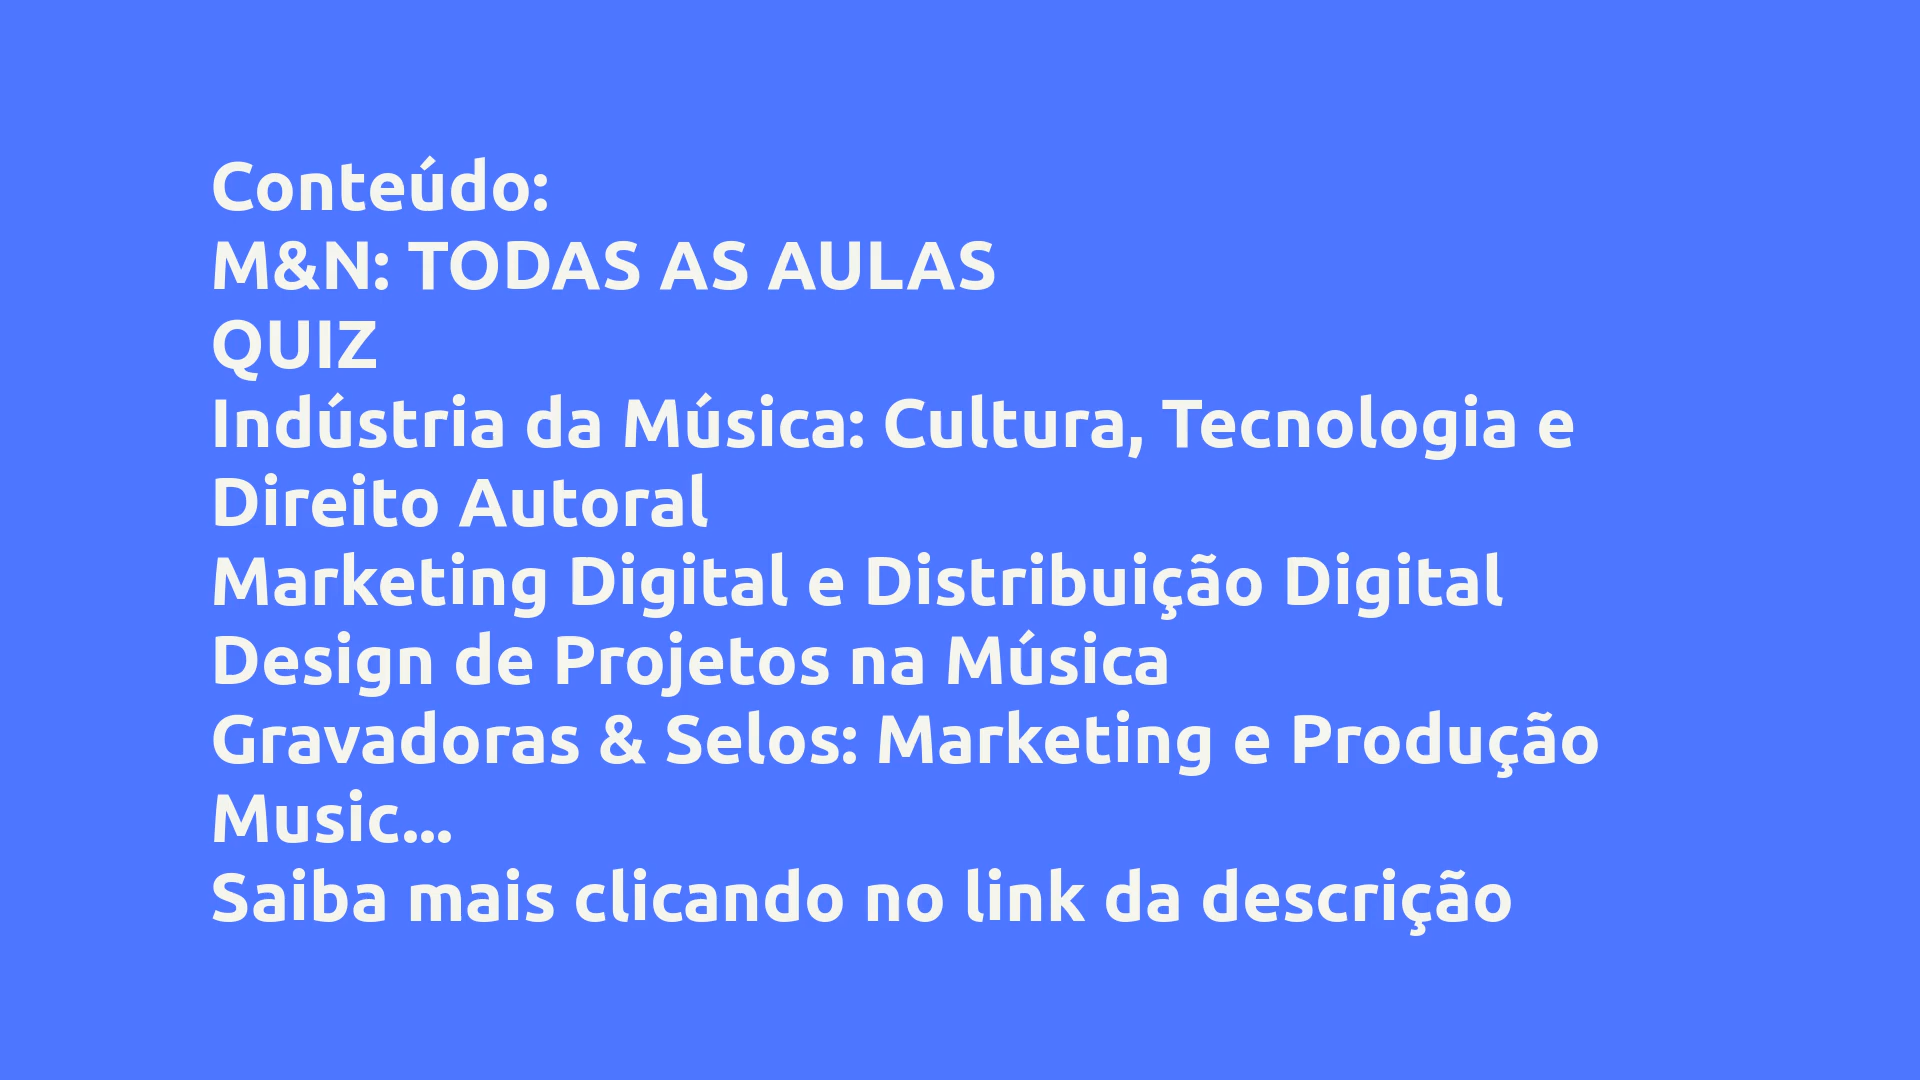 Conteúdo:
M&N: TODAS AS AULAS
QUIZ
Indústria da Música: Cultura, Tecnologia e
Direito Autoral
Marketing Digital e Distribuição Digital
Design de Projetos na Música
Gravadoras & Selos: Marketing e Produção
Music...
Saiba mais clicando no link da descrição